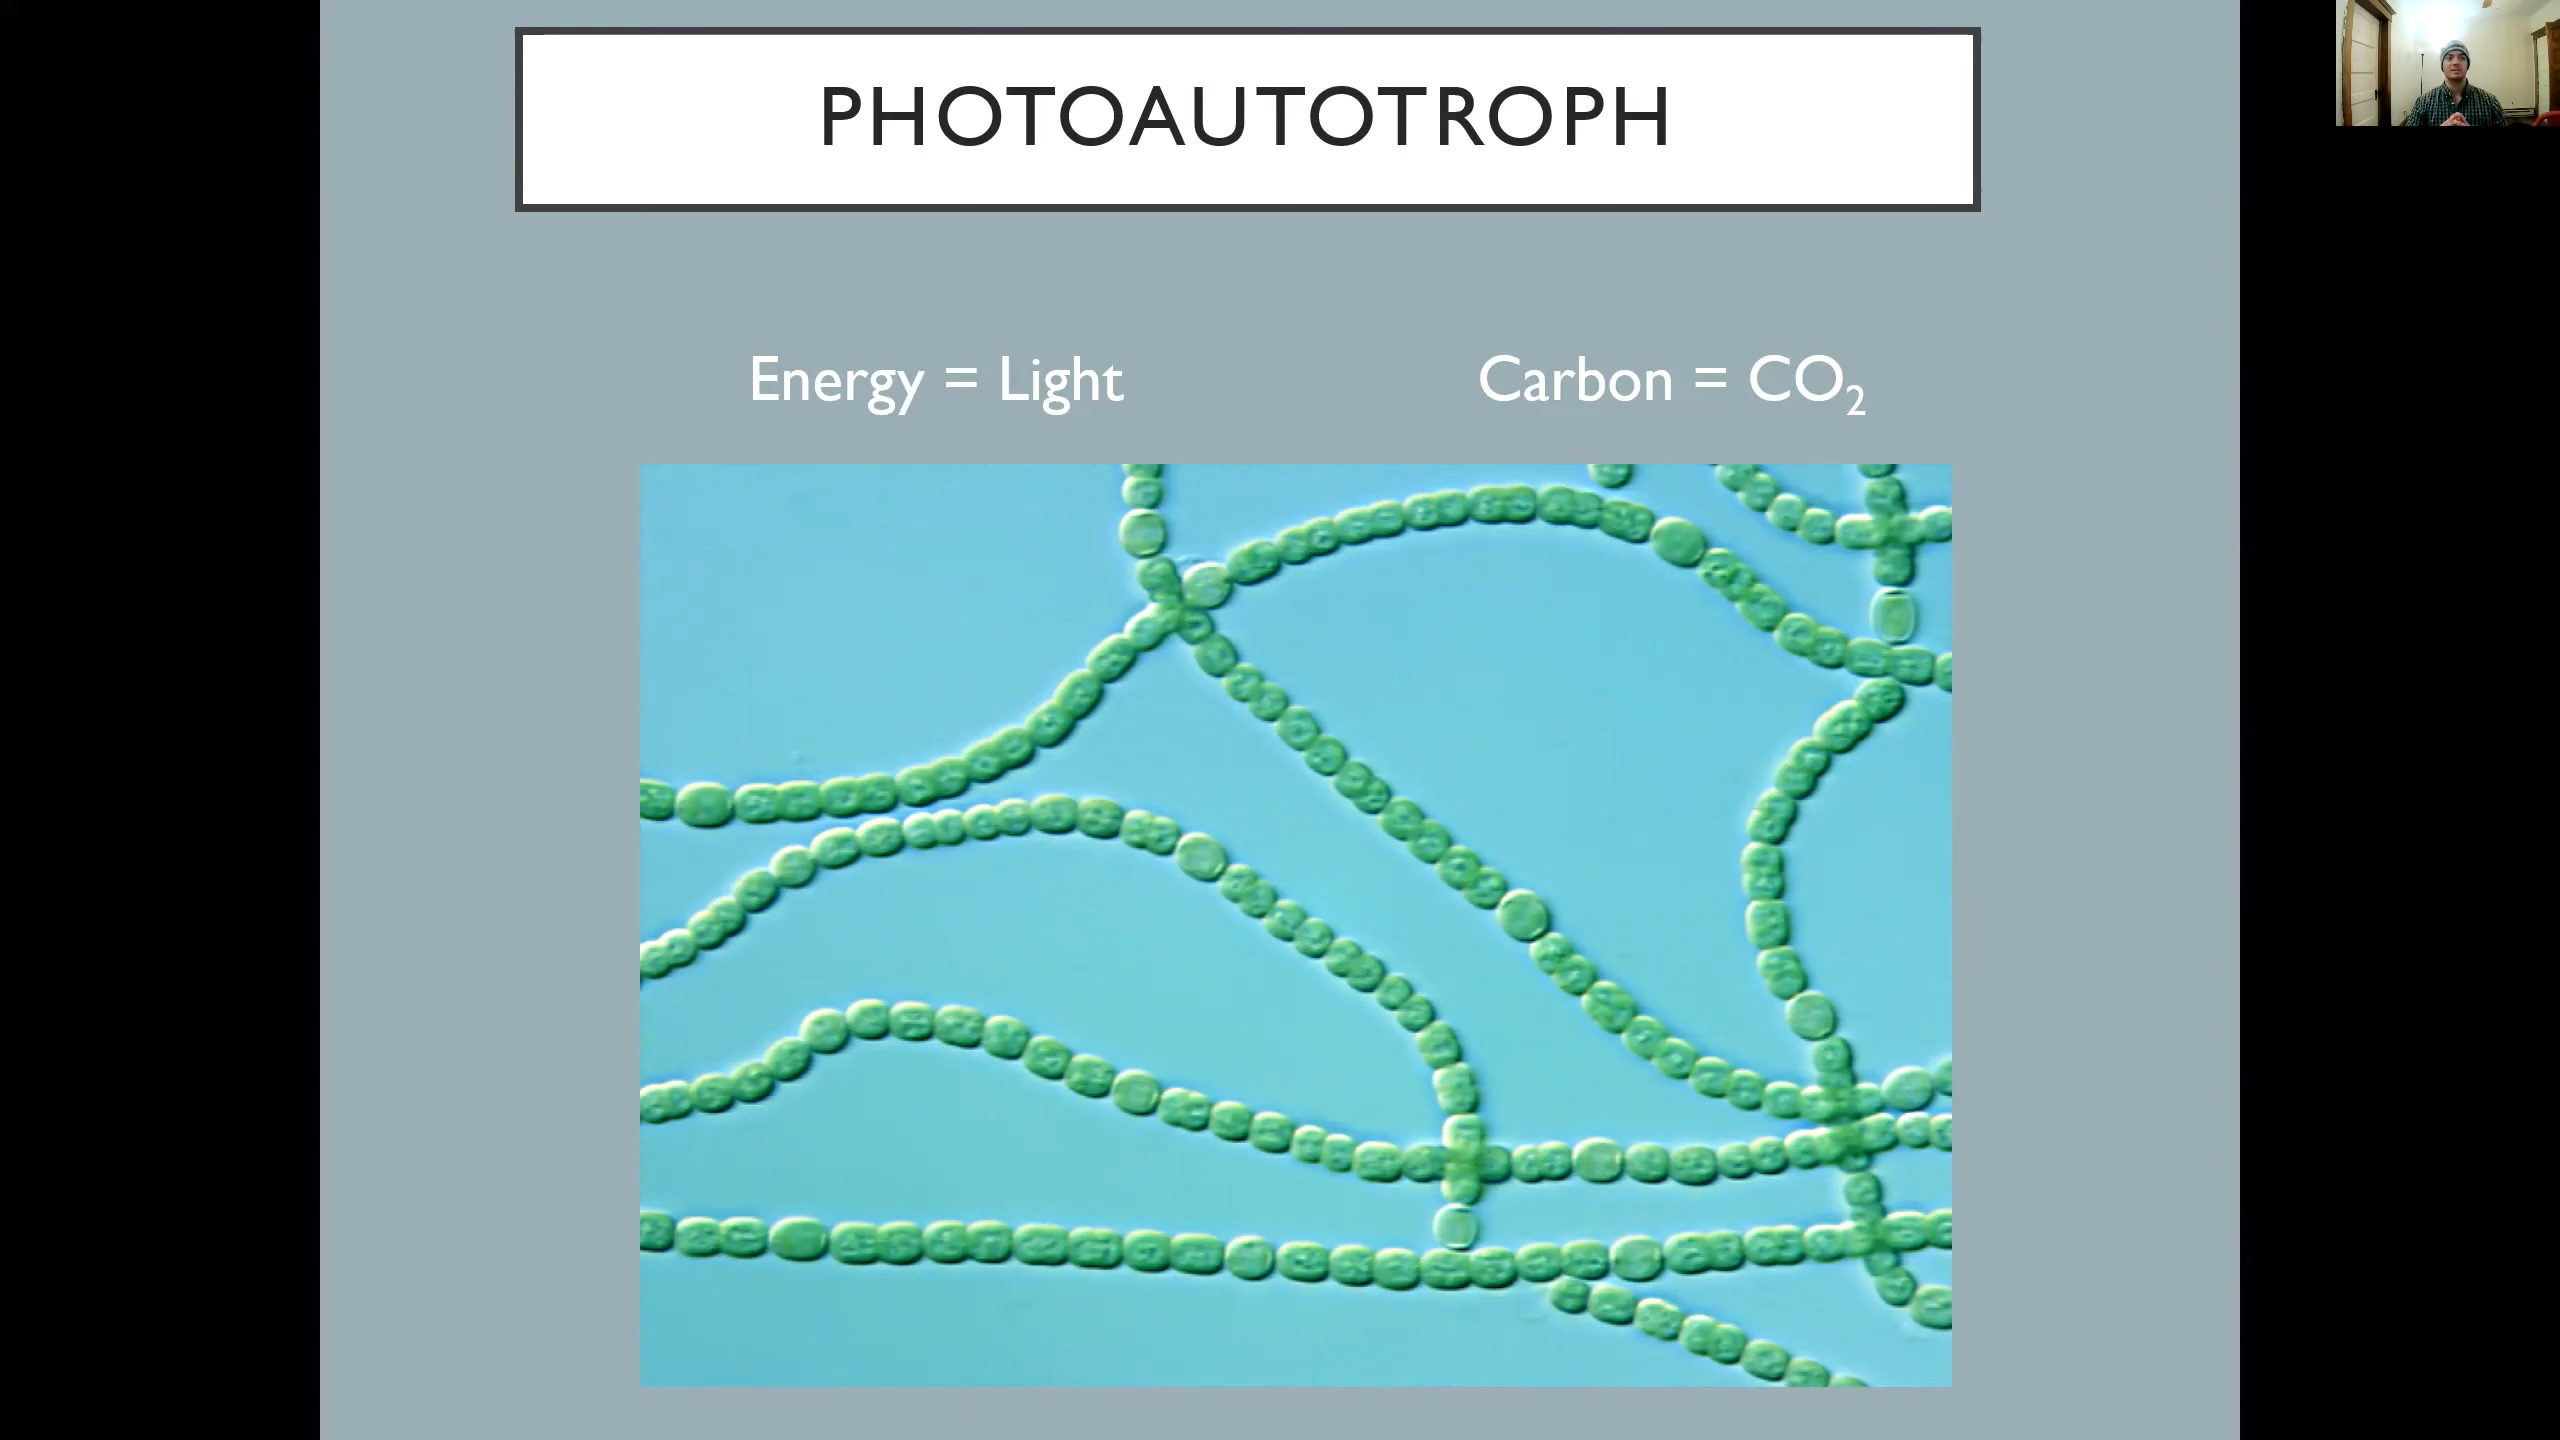 PHOTOAUTOTROPH
Energy = Light
Carbon = CO₂